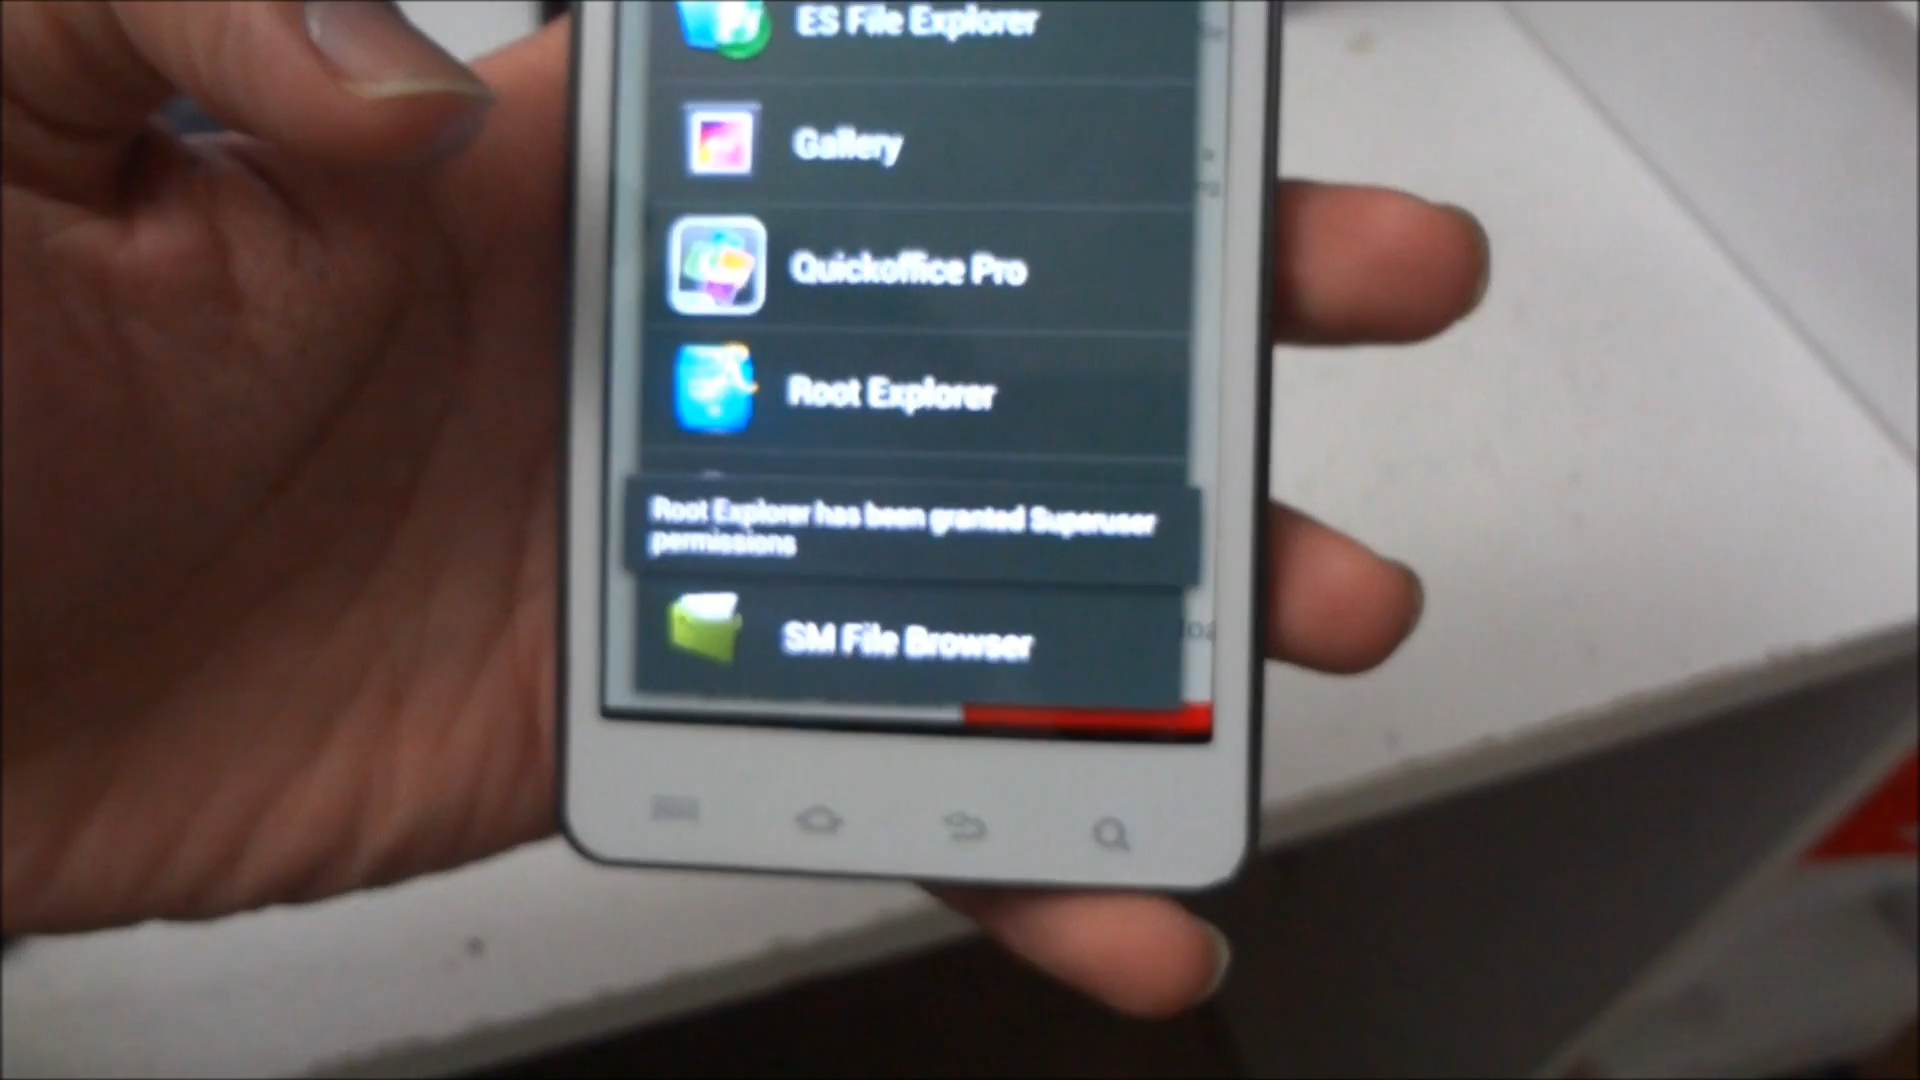 ES File Explorer
Gallery
Quickoffice Pro
Root Explorer
Root Explorer has been granted Superuser
permissions
SM File Browser